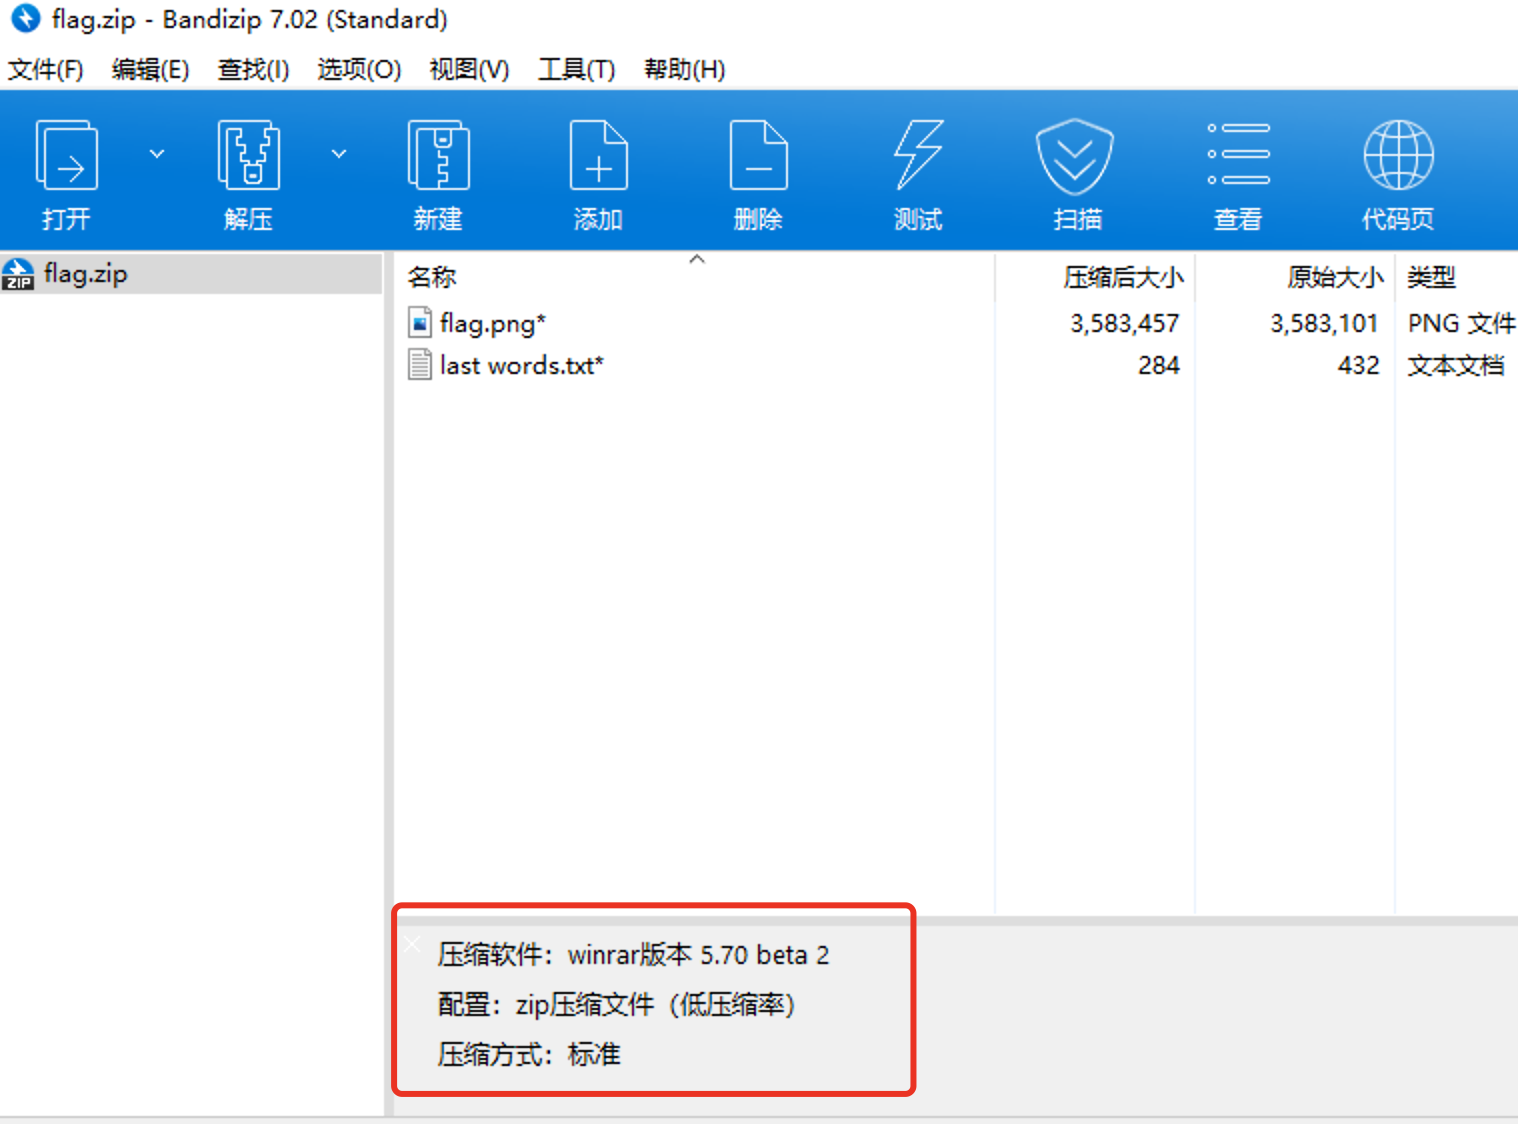 flag.zip - Bandizip 7.02 (Standard)
文件(F) 编辑(E) 查找(I) 选项(O) 视图(V) 工具(T) 帮助(H)
打开 解压 新建 添加 删除 测试 扫描 查看 代码页
ZIP flag.zip
名称 压缩后大小 原始大小 类型
flag.png* 3,583,457 3,583,101 PNG 文件
last words.txt* 284 432 文本文档
压缩软件：winrar版本 5.70 beta 2
配置：zip压缩文件（低压缩率）
压缩方式：标准